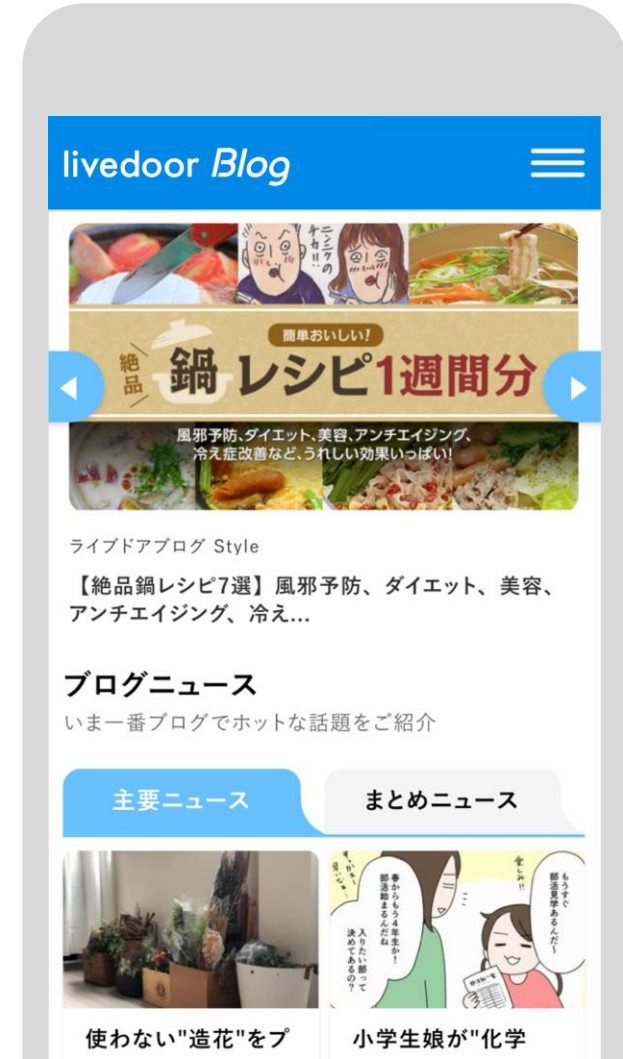 livedoor Blog
ニンニクの
チカラ!!
簡単おいしい!
絶品
鍋レシピ1週間分
風邪予防、ダイエット、美容、アンチエイジング、
冷え症改善など、うれしい効果いっぱい!
ライブドアブログ Style
【絶品鍋レシピ7選】風邪予防、ダイエット、美容、
アンチエイジング、冷え...
ブログニュース
いま一番ブログでホットな話題をご紹介
主要ニュース
まとめニュース
もうすぐ
部活見学あるんだ〜
楽しみ!!
春からもう4年生か!
部活始まるんだね
入りたい部って
決めてあるの?
使わない"造花"をプ
小学生娘が"化学